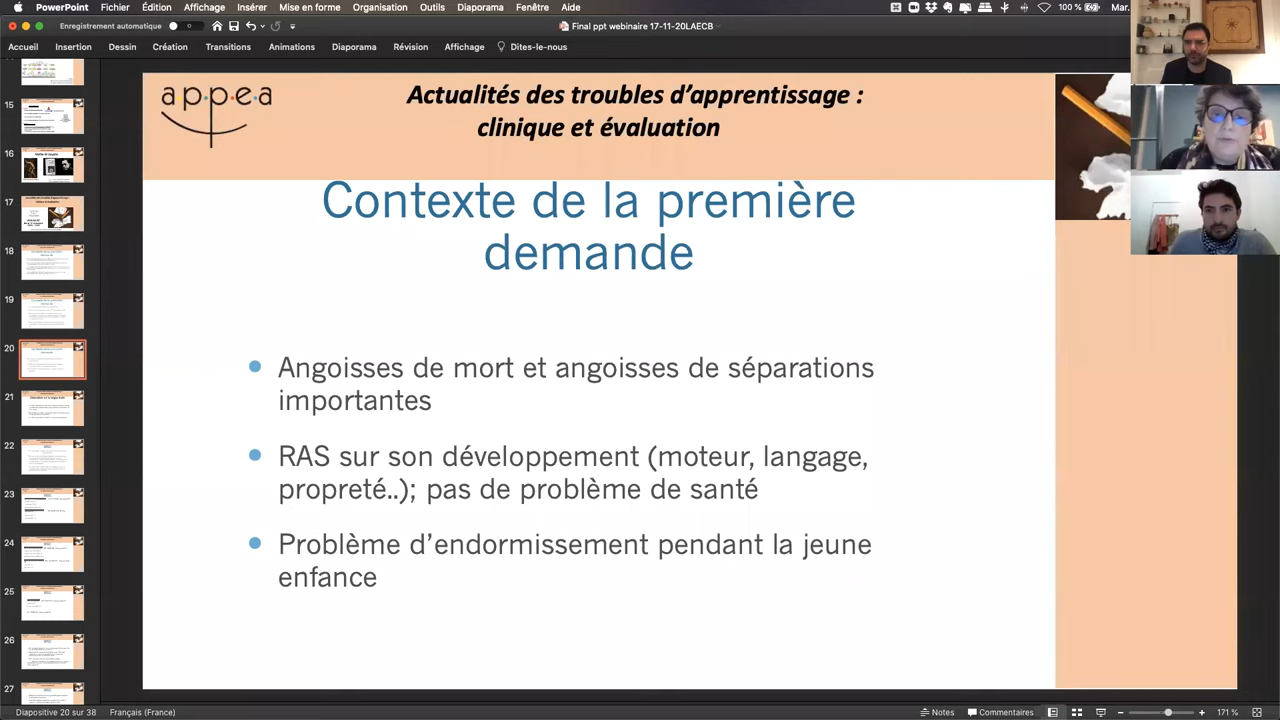 PowerPoint Fichier Édition Affichage Insérer Mise en forme Organisation Outils Diaporama Fenêtre Aide 100 % Mar.
Enregistrement automatique Final ppt webinaire 17-11-20LAECB
Accueil Insertion Dessin Création Transitions Animations Diaporama Révision Affichage Dites-le-nous
appea
Actualités des troubles d'apprentissage :
clinique et évaluation
Contexte de la première
demande
Angoisses de mort et angoisses de séparations
importantes
RAS sur son développement (moteur, langage,
propreté..); pas de problème de santé
Problème d'endormissement pendant la jeune
enfance
15
16
17
18
19
20
21
22
23
24
25
26
27
Diapositive 20 sur 38 Français (France) Notes Commentaires 171 %